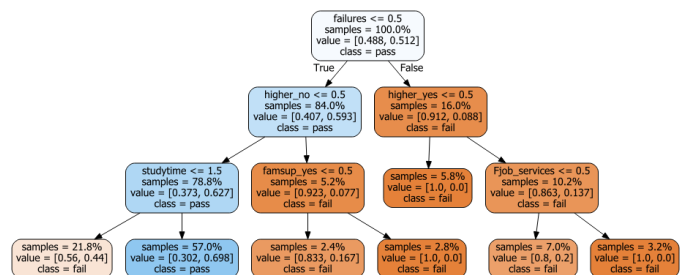 failures <= 0.5
samples = 100.0%
value = [0.488, 0.512]
class = pass
True
False
higher_no <= 0.5
samples = 84.0%
value = [0.407, 0.593]
class = pass
higher_yes <= 0.5
samples = 16.0%
value = [0.912, 0.088]
class = fail
studytime <= 1.5
samples = 78.8%
value = [0.373, 0.627]
class = pass
famsup_yes <= 0.5
samples = 5.2%
value = [0.923, 0.077]
class = fail
samples = 5.8%
value = [1.0, 0.0]
class = fail
Fjob_services <= 0.5
samples = 10.2%
value = [0.863, 0.137]
class = fail
samples = 21.8%
value = [0.56, 0.44]
class = fail
samples = 57.0%
value = [0.302, 0.698]
class = pass
samples = 2.4%
value = [0.833, 0.167]
class = fail
samples = 2.8%
value = [1.0, 0.0]
class = fail
samples = 7.0%
value = [0.8, 0.2]
class = fail
samples = 3.2%
value = [1.0, 0.0]
class = fail